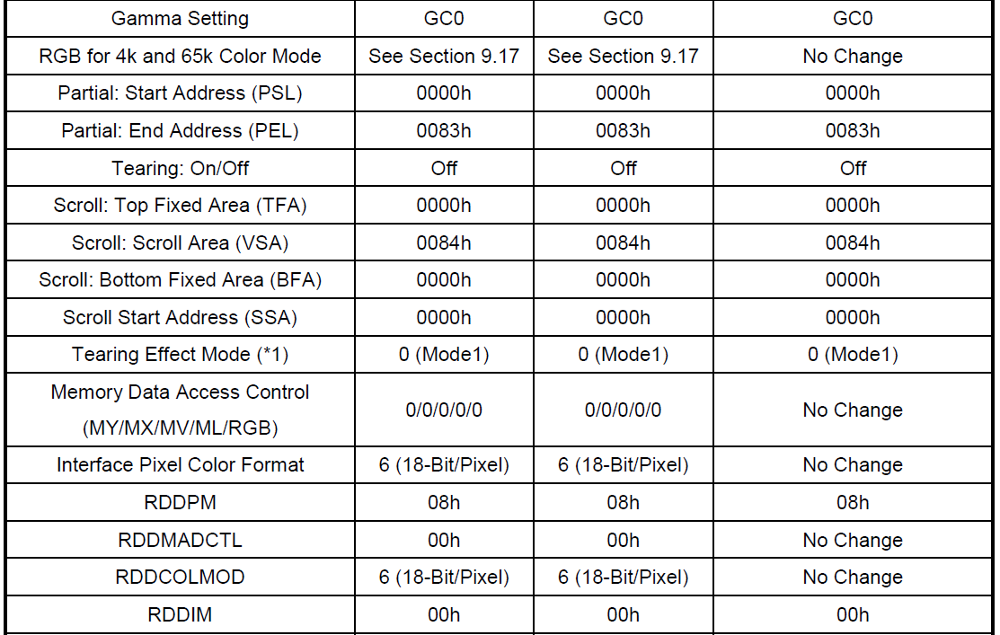 Gamma Setting GC0 GC0 GC0
RGB for 4k and 65k Color Mode See Section 9.17 See Section 9.17 No Change
Partial: Start Address (PSL) 0000h 0000h 0000h
Partial: End Address (PEL) 0083h 0083h 0083h
Tearing: On/Off Off Off Off
Scroll: Top Fixed Area (TFA) 0000h 0000h 0000h
Scroll: Scroll Area (VSA) 0084h 0084h 0084h
Scroll: Bottom Fixed Area (BFA) 0000h 0000h 0000h
Scroll Start Address (SSA) 0000h 0000h 0000h
Tearing Effect Mode (*1) 0 (Mode1) 0 (Mode1) 0 (Mode1)
Memory Data Access Control
(MY/MX/MV/ML/RGB) 0/0/0/0/0 0/0/0/0/0 No Change
Interface Pixel Color Format 6 (18-Bit/Pixel) 6 (18-Bit/Pixel) No Change
RDDPM 08h 08h 08h
RDDMADCTL 00h 00h No Change
RDDCOLMOD 6 (18-Bit/Pixel) 6 (18-Bit/Pixel) No Change
RDDIM 00h 00h 00h